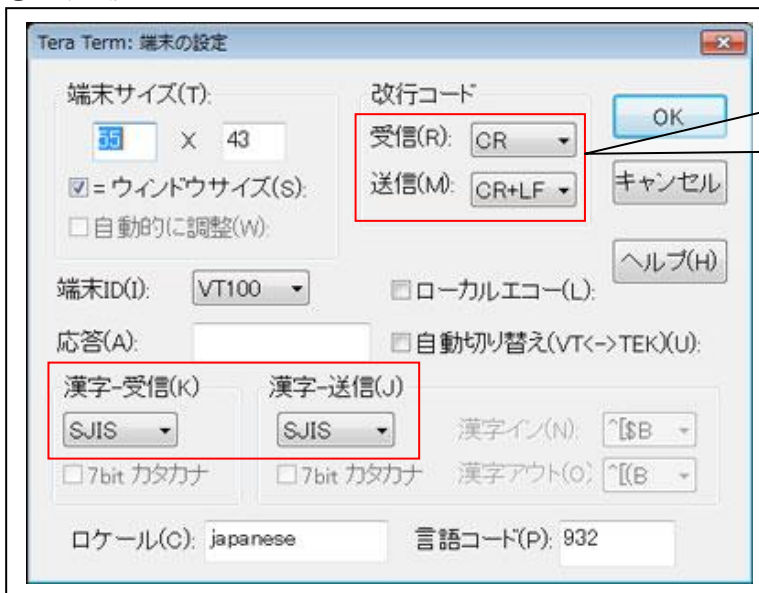 Tera Term: 端末の設定
端末サイズ(T):
55 X 43
☑ = ウィンドウサイズ(S):
□ 自動的に調整(W):
改行コード
受信(R): CR
送信(M): CR+LF
OK
キャンセル
ヘルプ(H)
端末ID(I): VT100
□ ローカルエコー(L):
応答(A):
□ 自動切り替え(VT<->TEK)(U):
漢字-受信(K)
SJIS
□ 7bit カタカナ
漢字-送信(J)
SJIS
□ 7bit カタカナ
漢字イン(N): ^[$B
漢字アウト(O): ^[(B
ロケール(C): japanese
言語コード(P): 932